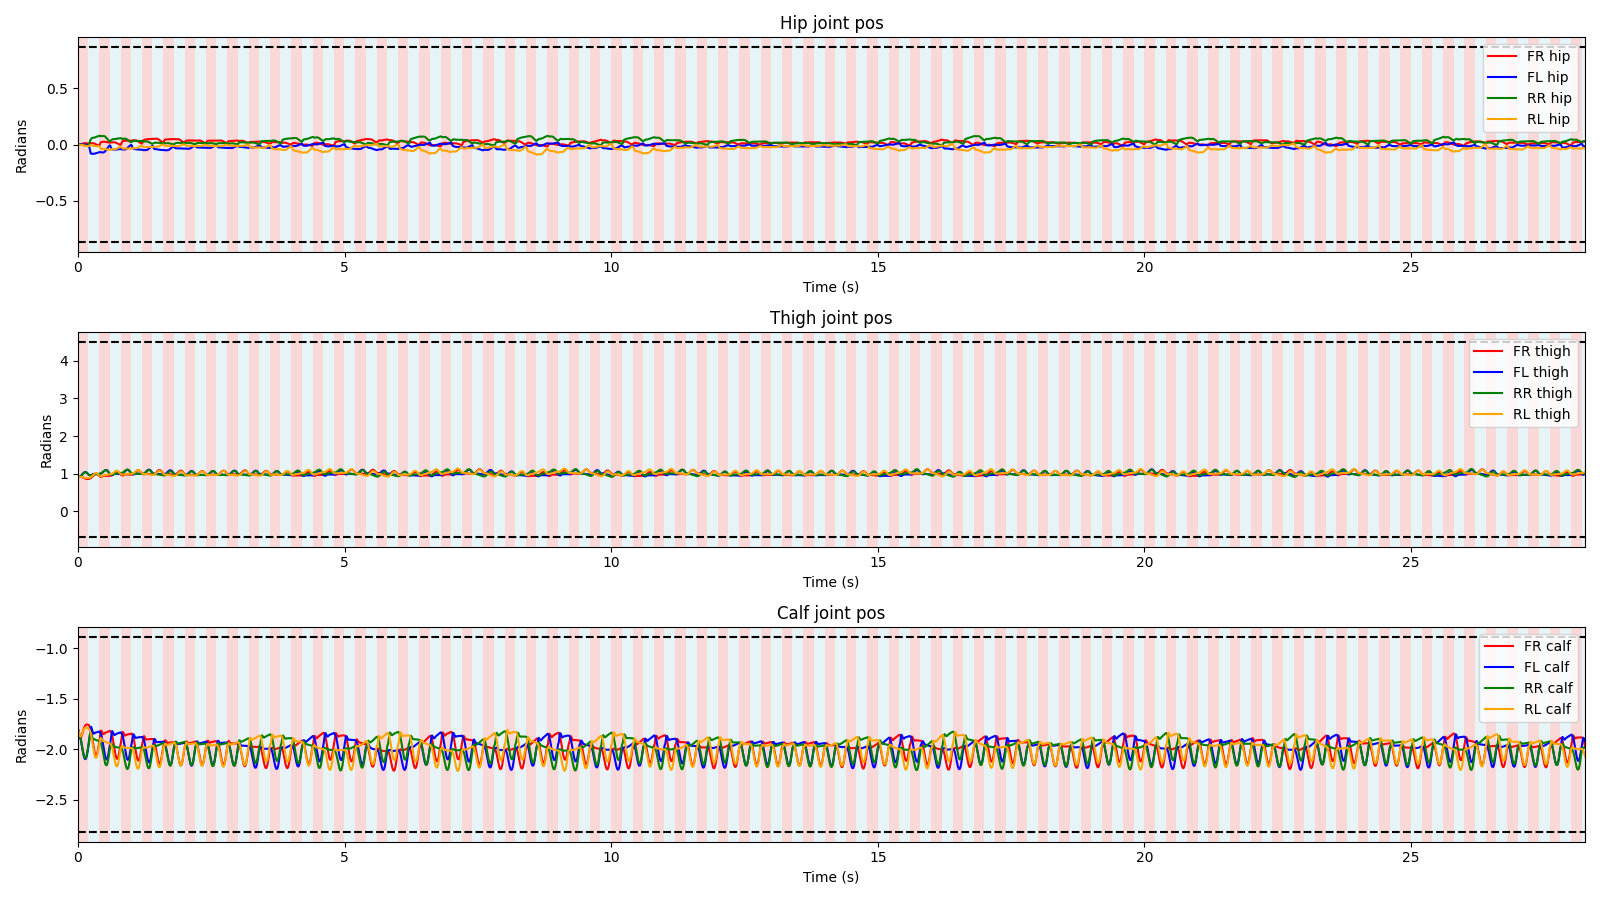 Hip joint pos
Radians
0.5
0.0
−0.5
FR hip
FL hip
RR hip
RL hip
0 5 10 15 20 25
Time (s)
Thigh joint pos
Radians
4
3
2
1
0
FR thigh
FL thigh
RR thigh
RL thigh
0 5 10 15 20 25
Time (s)
Calf joint pos
Radians
−1.0
−1.5
−2.0
−2.5
FR calf
FL calf
RR calf
RL calf
0 5 10 15 20 25
Time (s)